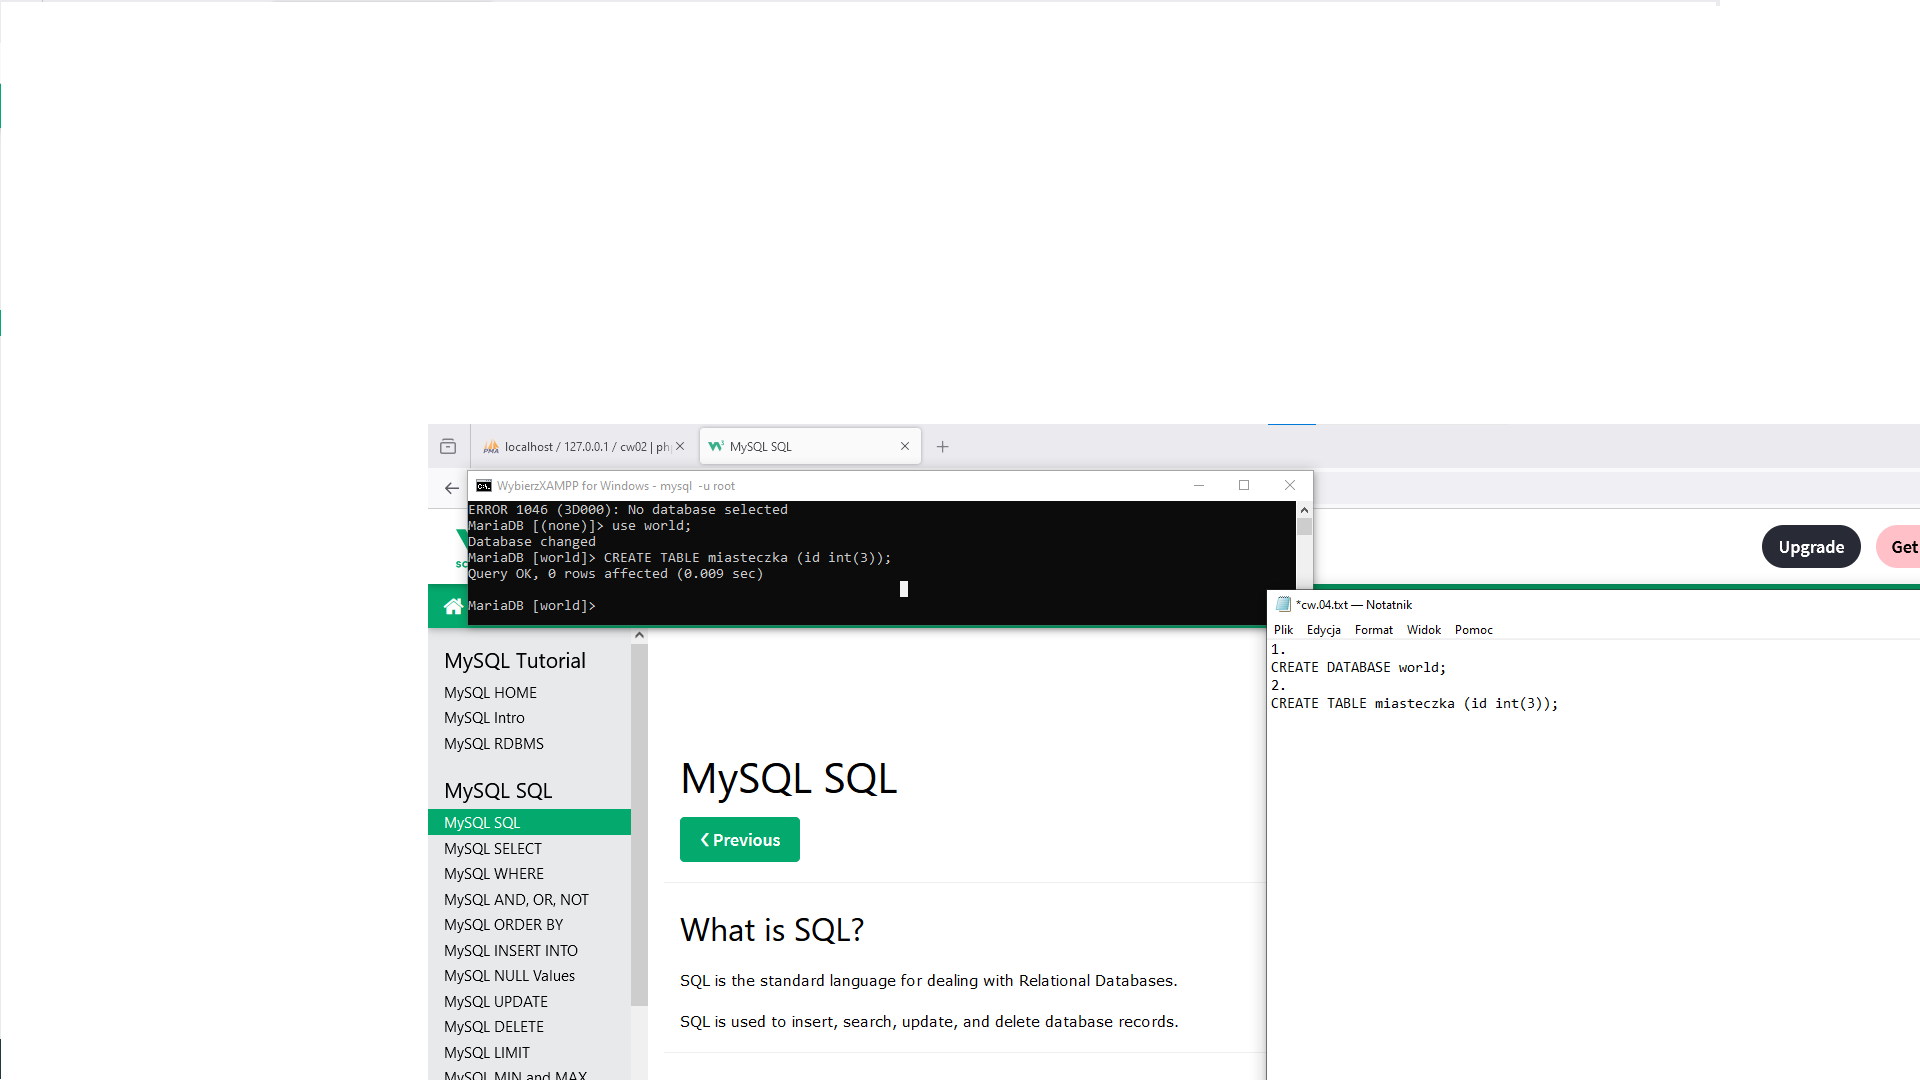 localhost / 127.0.0.1 / cw02 | ph
MySQL SQL
WybierzXAMPP for Windows - mysql  -u root
ERROR 1046 (3D000): No database selected
MariaDB [(none)]> use world;
Database changed
MariaDB [world]> CREATE TABLE miasteczka (id int(3));
Query OK, 0 rows affected (0.009 sec)
MariaDB [world]>
Upgrade
Get
*cw.04.txt — Notatnik
Plik Edycja Format Widok Pomoc
1.
CREATE DATABASE world;
2.
CREATE TABLE miasteczka (id int(3));
MySQL Tutorial
MySQL HOME
MySQL Intro
MySQL RDBMS
MySQL SQL
MySQL SQL
MySQL SELECT
MySQL WHERE
MySQL AND, OR, NOT
MySQL ORDER BY
MySQL INSERT INTO
MySQL NULL Values
MySQL UPDATE
MySQL DELETE
MySQL LIMIT
MySQL MIN and MAX
MySQL SQL
❮ Previous
What is SQL?
SQL is the standard language for dealing with Relational Databases.
SQL is used to insert, search, update, and delete database records.